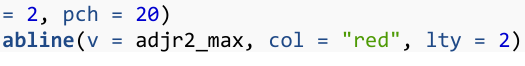 = 2, pch = 20)
abline(v = adjr2_max, col = "red", lty = 2)